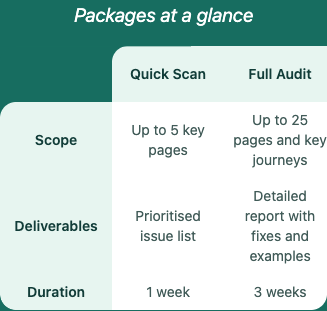 Packages at a glance
Quick Scan
Full Audit
Scope
Up to 5 key
pages
Up to 25
pages and key
journeys
Deliverables
Prioritised
issue list
Detailed
report with
fixes and
examples
Duration
1 week
3 weeks